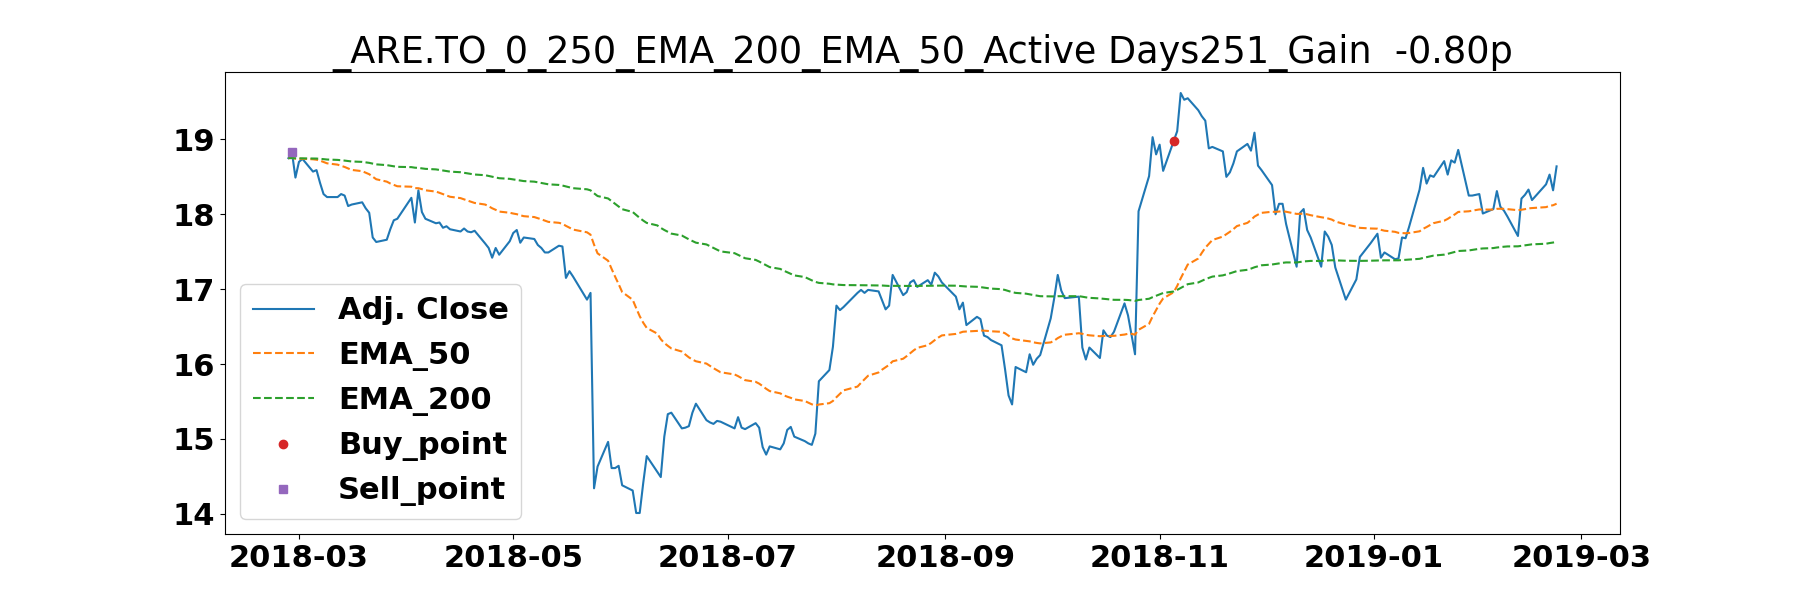 _ARE.TO_0_250_EMA_200_EMA_50_Active Days251_Gain  -0.80p
19
18
17
16
15
14
Adj. Close
EMA_50
EMA_200
Buy_point
Sell_point
2018-03 2018-05 2018-07 2018-09 2018-11 2019-01 2019-03